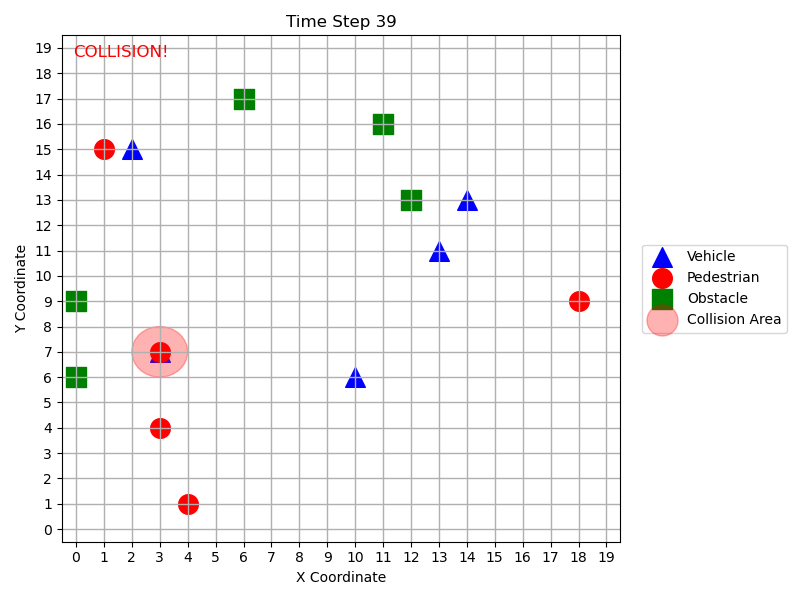 Time Step 39
COLLISION!
19
18
17
16
15
14
13
12
11
10
9
8
7
6
5
4
3
2
1
0
Y Coordinate
0 1 2 3 4 5 6 7 8 9 10 11 12 13 14 15 16 17 18 19
X Coordinate
Vehicle
Pedestrian
Obstacle
Collision Area